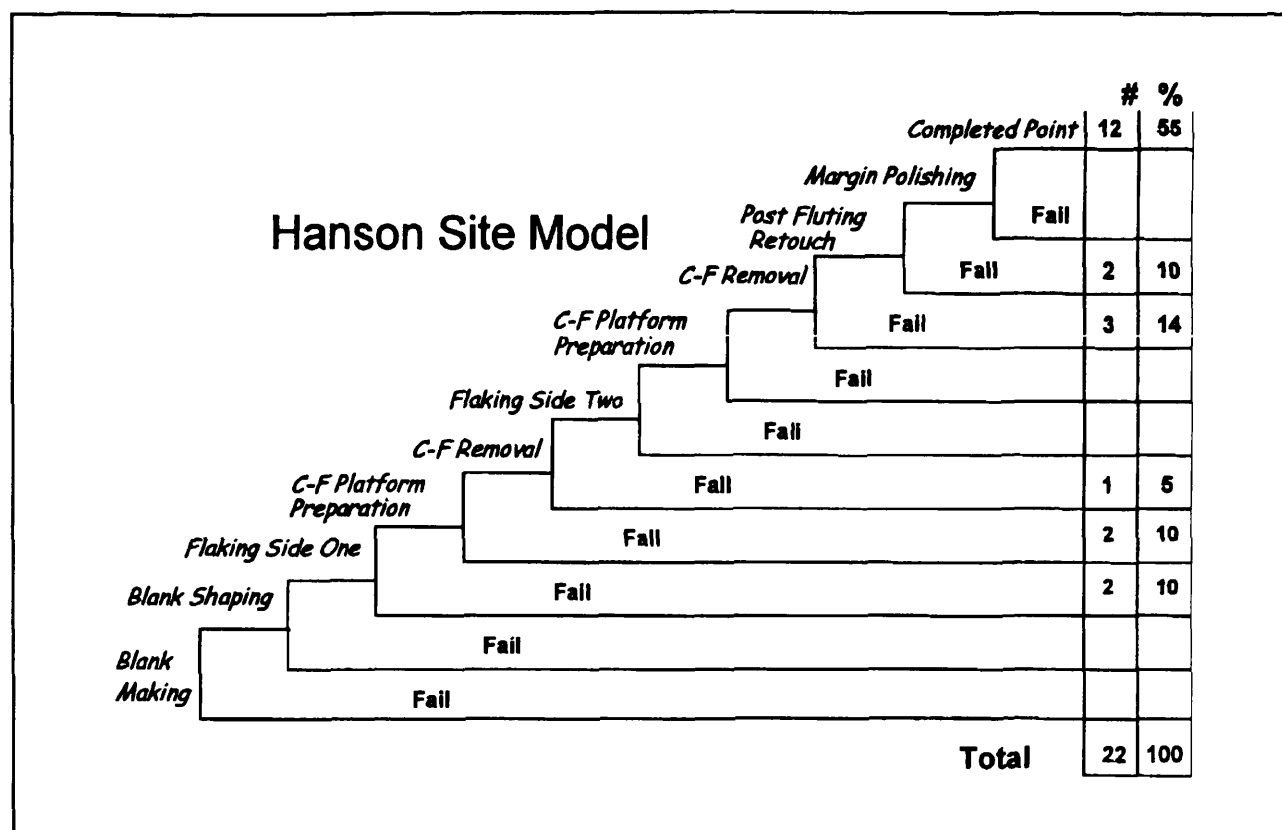 # %
Completed Point 12 55
Margin Polishing
Fail
Hanson Site Model
Post Fluting
Retouch
Fail 2 10
C-F Removal
Fail 3 14
C-F Platform
Preparation
Fail
Flaking Side Two
Fail
C-F Removal
Fail 1 5
C-F Platform
Preparation
Fail 2 10
Flaking Side One
Fail 2 10
Blank Shaping
Fail
Blank
Making
Fail
Total 22 100